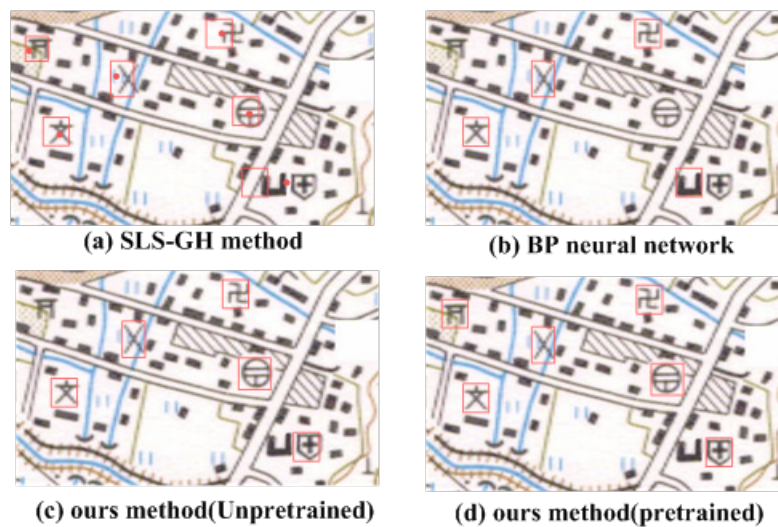 (a) SLS-GH method
(b) BP neural network
(c) ours method(Unpretrained)
(d) ours method(pretrained)